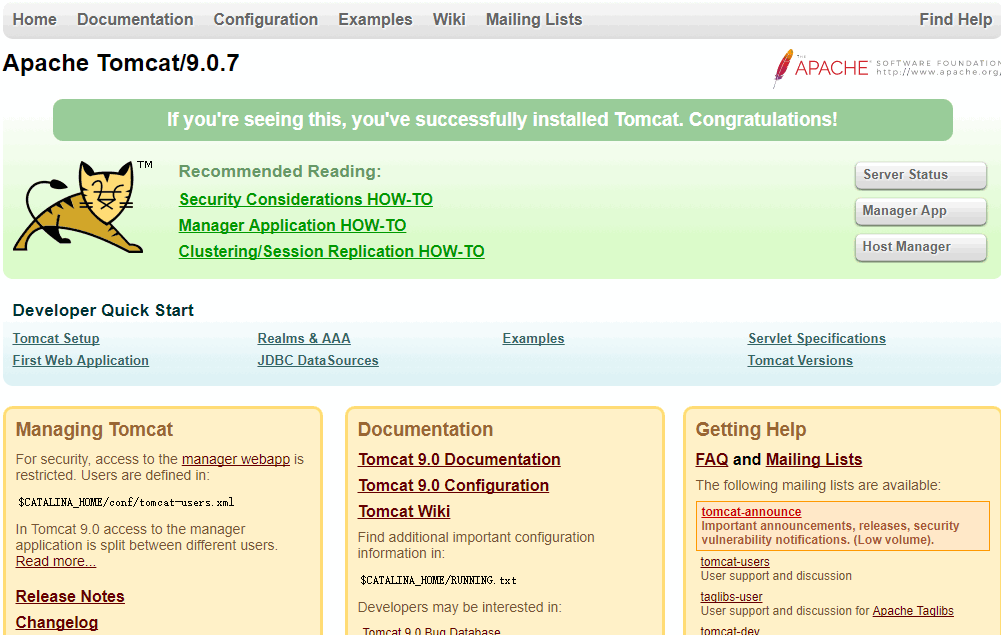 Home Documentation Configuration Examples Wiki Mailing Lists Find Help
Apache Tomcat/9.0.7
THE APACHE SOFTWARE FOUNDATION
http://www.apache.org/
If you're seeing this, you've successfully installed Tomcat. Congratulations!
TM
Recommended Reading:
Security Considerations HOW-TO
Manager Application HOW-TO
Clustering/Session Replication HOW-TO
Server Status
Manager App
Host Manager
Developer Quick Start
Tomcat Setup
First Web Application
Realms & AAA
JDBC DataSources
Examples
Servlet Specifications
Tomcat Versions
Managing Tomcat
For security, access to the manager webapp is
restricted. Users are defined in:
$CATALINA_HOME/conf/tomcat-users.xml
In Tomcat 9.0 access to the manager
application is split between different users.
Read more...
Release Notes
Changelog
Documentation
Tomcat 9.0 Documentation
Tomcat 9.0 Configuration
Tomcat Wiki
Find additional important configuration
information in:
$CATALINA_HOME/RUNNING.txt
Developers may be interested in:
Tomcat 9.0 Bug Database
Getting Help
FAQ and Mailing Lists
The following mailing lists are available:
tomcat-announce
Important announcements, releases, security
vulnerability notifications. (Low volume).
tomcat-users
User support and discussion
taglibs-user
User support and discussion for Apache Taglibs
tomcat-dev